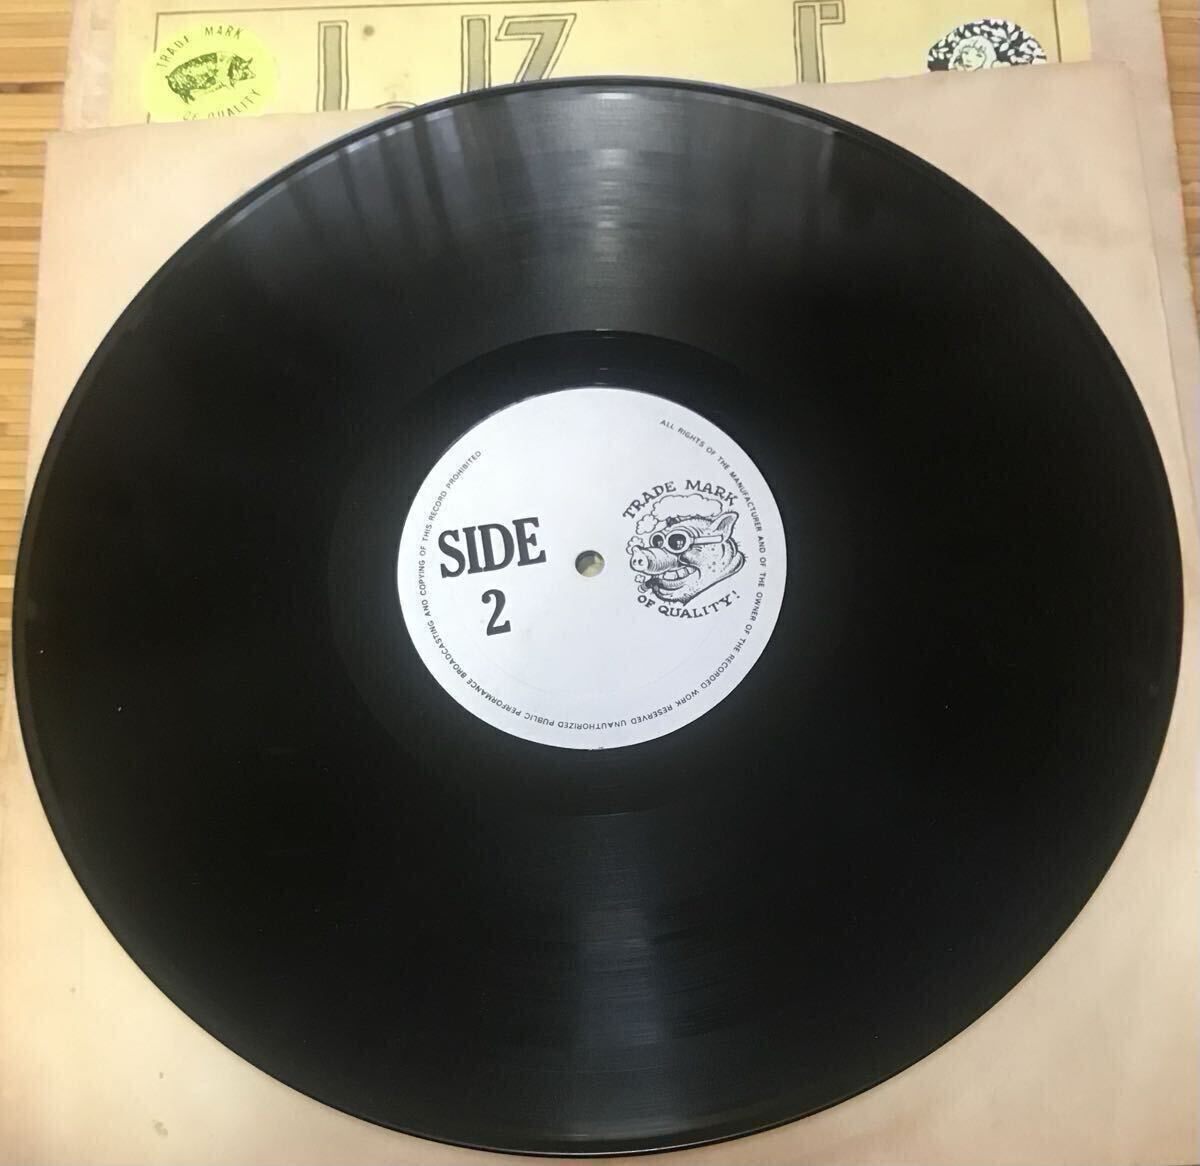 TRADE MARK
OF QUALITY
SIDE
2
TRADE MARK
OF QUALITY!
ALL RIGHTS OF THE MANUFACTURER AND OF THE OWNER OF THE RECORDED WORK RESERVED UNAUTHORIZED PUBLIC PERFORMANCE BROADCASTING AND COPYING OF THIS RECORD PROHIBITED